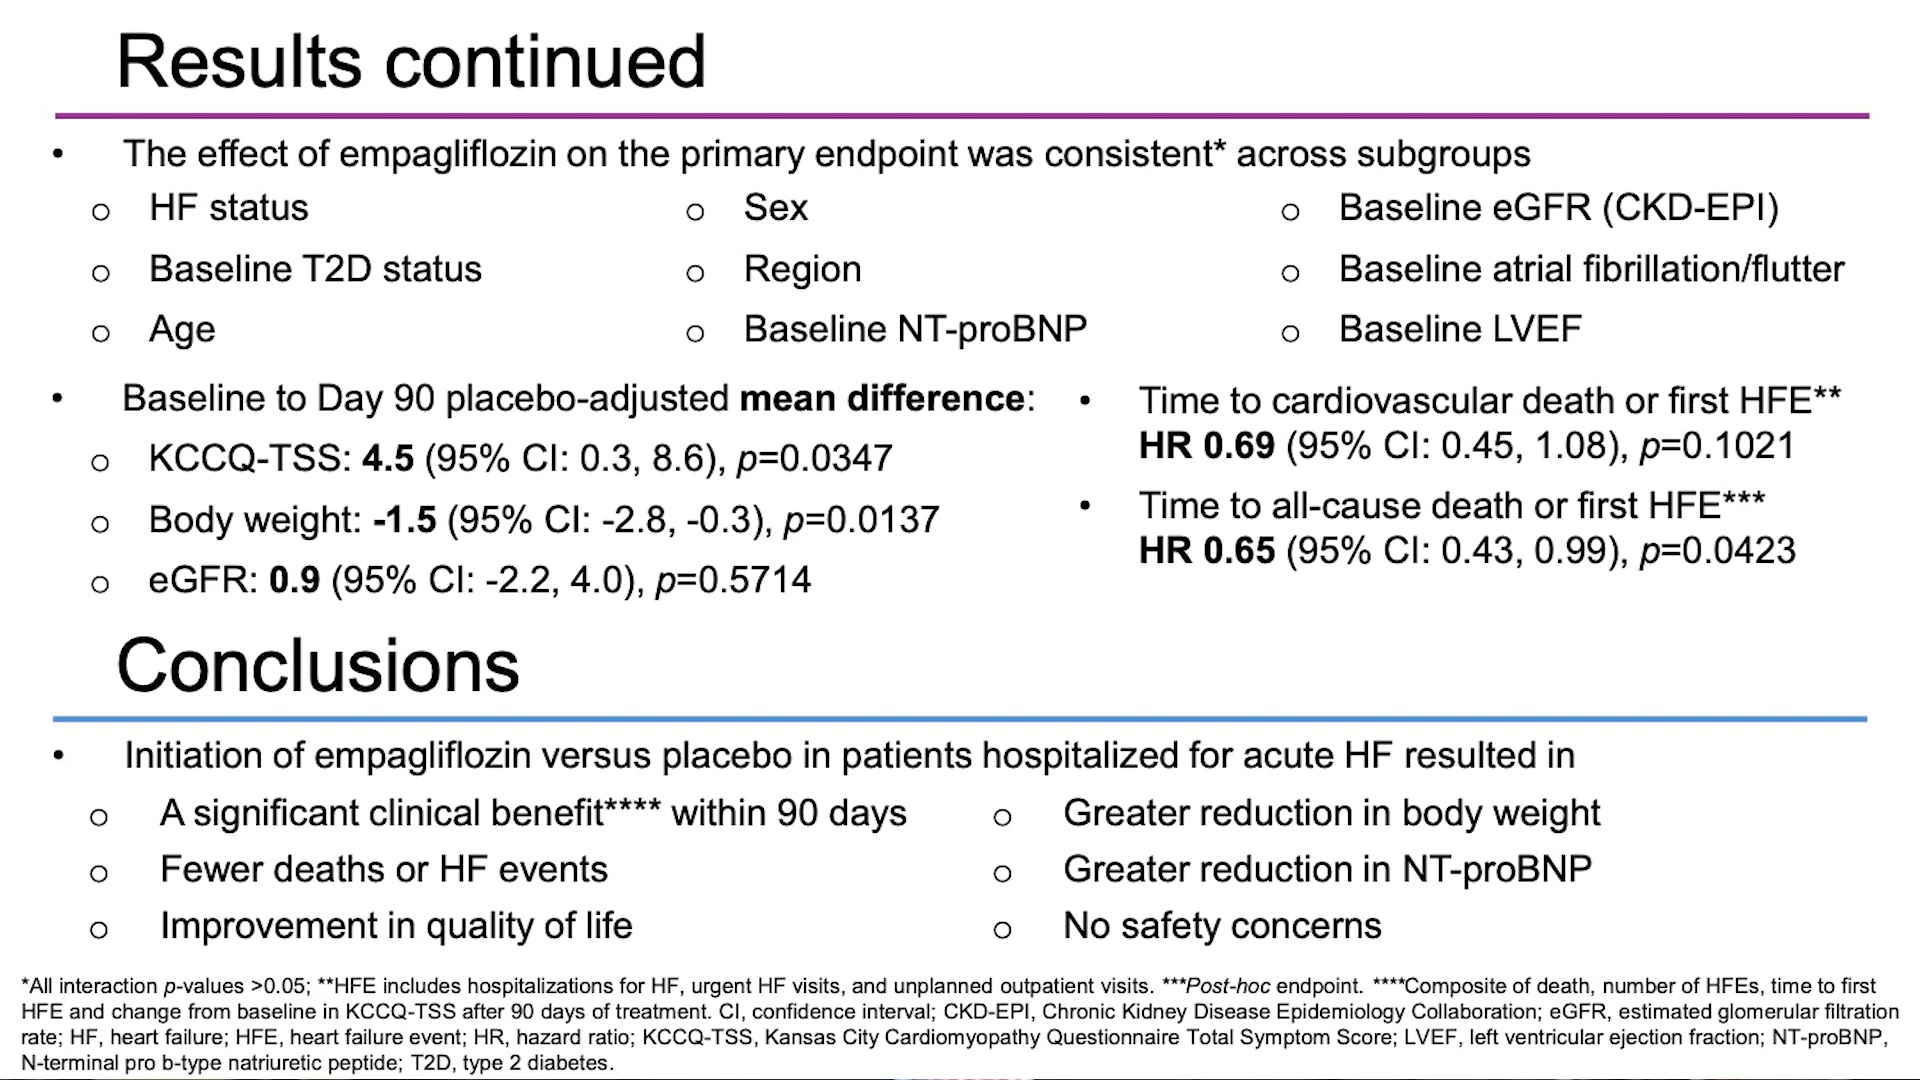 Results continued
• The effect of empagliflozin on the primary endpoint was consistent* across subgroups
o HF status
o Baseline T2D status
o Age
o Sex
o Region
o Baseline NT-proBNP
o Baseline eGFR (CKD-EPI)
o Baseline atrial fibrillation/flutter
o Baseline LVEF
• Baseline to Day 90 placebo-adjusted mean difference:
o KCCQ-TSS: 4.5 (95% CI: 0.3, 8.6), p=0.0347
o Body weight: -1.5 (95% CI: -2.8, -0.3), p=0.0137
o eGFR: 0.9 (95% CI: -2.2, 4.0), p=0.5714
• Time to cardiovascular death or first HFE**
HR 0.69 (95% CI: 0.45, 1.08), p=0.1021
• Time to all-cause death or first HFE***
HR 0.65 (95% CI: 0.43, 0.99), p=0.0423
Conclusions
• Initiation of empagliflozin versus placebo in patients hospitalized for acute HF resulted in
o A significant clinical benefit**** within 90 days
o Fewer deaths or HF events
o Improvement in quality of life
o Greater reduction in body weight
o Greater reduction in NT-proBNP
o No safety concerns
*All interaction p-values >0.05; **HFE includes hospitalizations for HF, urgent HF visits, and unplanned outpatient visits. ***Post-hoc endpoint. ****Composite of death, number of HFEs, time to first
HFE and change from baseline in KCCQ-TSS after 90 days of treatment. CI, confidence interval; CKD-EPI, Chronic Kidney Disease Epidemiology Collaboration; eGFR, estimated glomerular filtration
rate; HF, heart failure; HFE, heart failure event; HR, hazard ratio; KCCQ-TSS, Kansas City Cardiomyopathy Questionnaire Total Symptom Score; LVEF, left ventricular ejection fraction; NT-proBNP,
N-terminal pro b-type natriuretic peptide; T2D, type 2 diabetes.